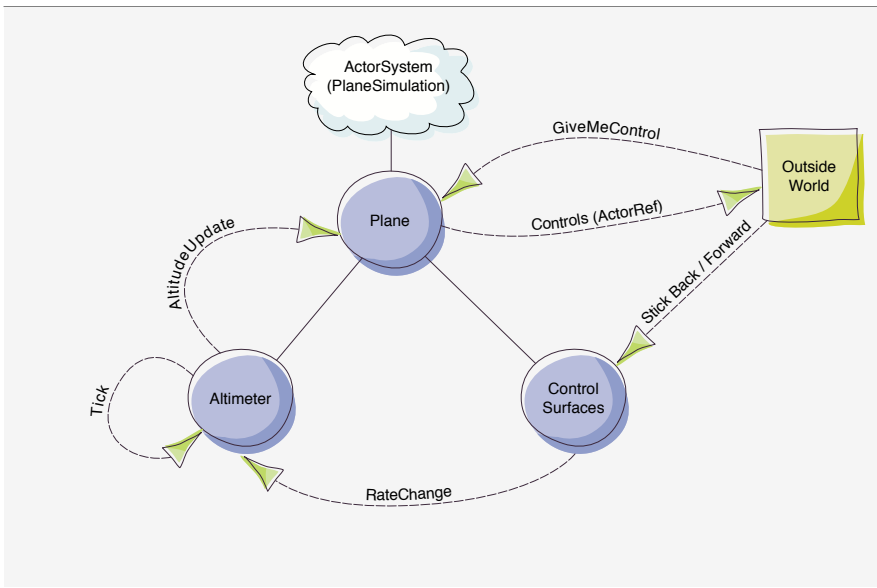 ActorSystem
(PlaneSimulation)
GiveMeControl
Outside
World
Plane
Controls (ActorRef)
AltitudeUpdate
Stick Back / Forward
Tick
Altimeter
Control
Surfaces
RateChange